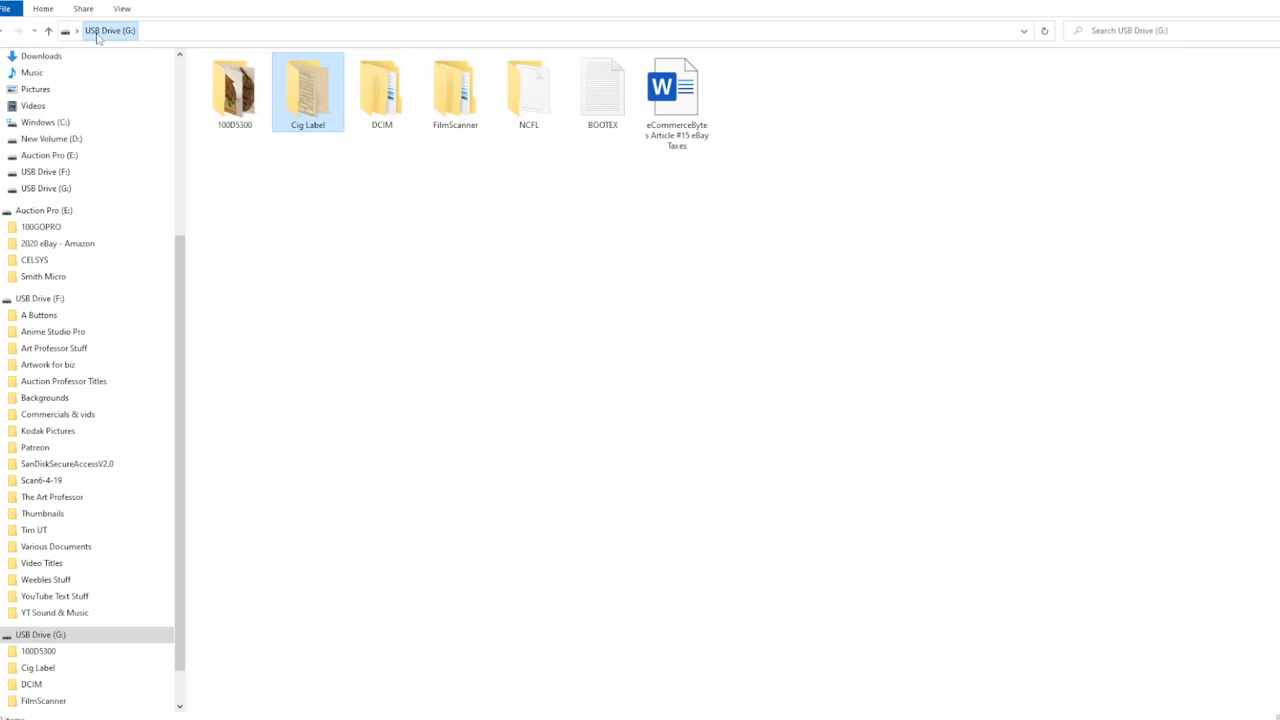 File
Home
Share
View
USB Drive (G:)
Search USB Drive (G:)
Downloads
Music
Pictures
Videos
Windows (C:)
New Volume (D:)
Auction Pro (E:)
USB Drive (F:)
USB Drive (G:)
Auction Pro (E:)
100GOPRO
2020 eBay - Amazon
CELSYS
Smith Micro
USB Drive (F:)
A Buttons
Anime Studio Pro
Art Professor Stuff
Artwork for biz
Auction Professor Titles
Backgrounds
Commercials & vids
Kodak Pictures
Patreon
SanDiskSecureAccessV2.0
Scan6-4-19
The Art Professor
Thumbnails
Tim UT
Various Documents
Video Titles
Weebles Stuff
YouTube Text Stuff
YT Sound & Music
USB Drive (G:)
100D5300
Cig Label
DCIM
FilmScanner
100D5300
Cig Label
DCIM
FilmScanner
NCFL
BOOTEX
W
eCommerceByte
s Article #15 eBay
Taxes